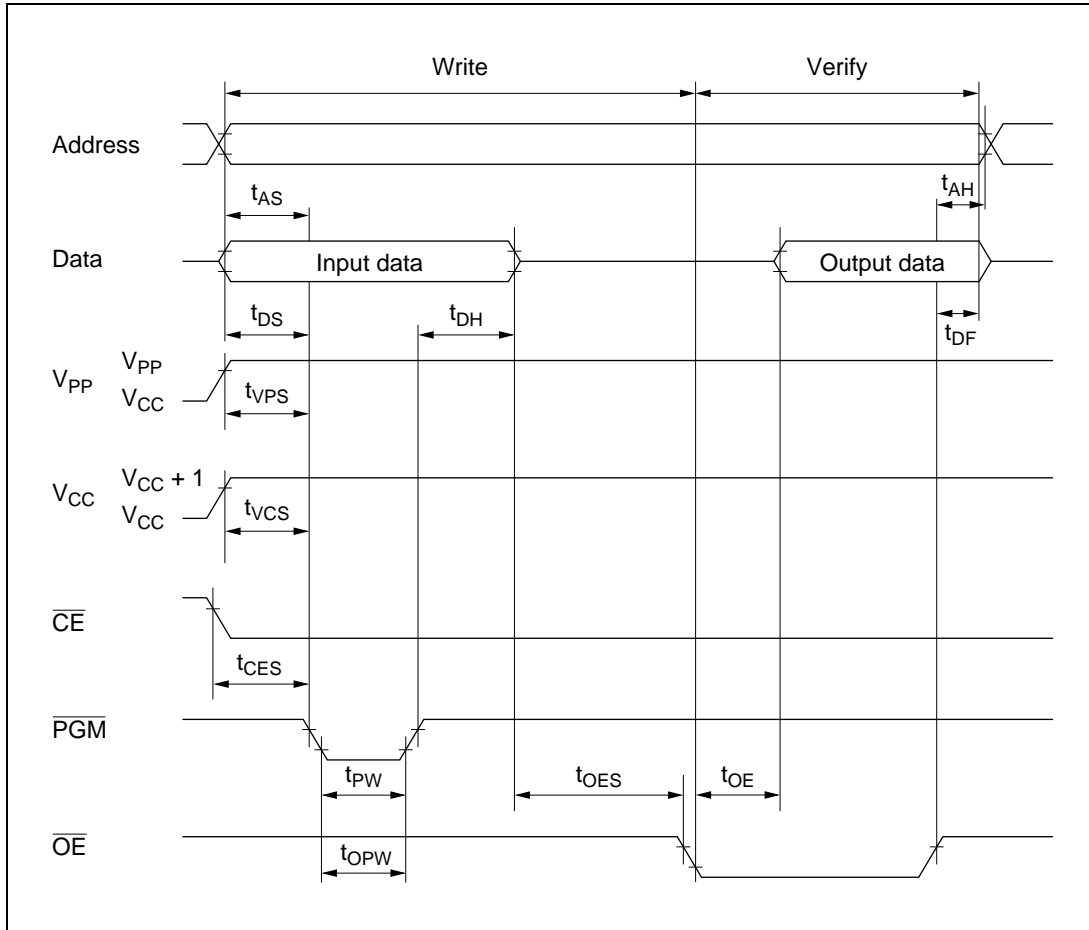 Write Verify
Address
tAS
tAH
Data Input data Output data
tDS
tDH
tDF
VPP VPP
VCC
tVPS
VCC VCC + 1
VCC
tVCS
CE
tCES
PGM
tPW
tOES tOE
OE
tOPW